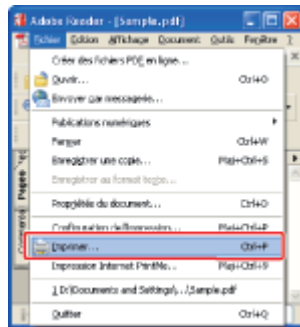 Adobe Reader - [Sample.pdf]
Fichier Edition Affichage Document Outils Fenêtre ?
Créer des fichiers PDF en ligne...
Ouvrir... Ctrl+O
Envoyer par messagerie...
Publications numériques
Fermer Ctrl+W
Enregistrer une copie... Maj+Ctrl+S
Enregistrer au format texte...
Propriétés du document... Ctrl+D
Configuration de l'impression... Maj+Ctrl+P
Imprimer... Ctrl+P
Impression Internet PrintMe...
1 D:\Documents and Settings\...\Sample.pdf
Quitter Ctrl+Q
Pages